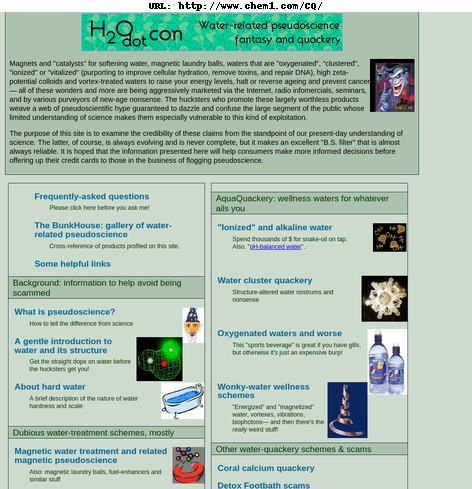 URL: http://www.chem1.com/CQ/
H2O dot con
Water-related pseudoscience
fantasy and quackery
Magnets and "catalysts" for softening water, magnetic laundry balls, waters that are "oxygenated", "clustered",
"ionized" or "vitalized" (purporting to improve cellular hydration, remove toxins, and repair DNA), high zeta-
potential colloids and vortex-treated waters to raise your energy levels, halt or reverse ageing and prevent cancer
— all of these wonders and more are being aggressively marketed via the Internet, radio infomercials, seminars,
and by various purveyors of new-age nonsense. The hucksters who promote these largely worthless products
weave a web of pseudoscientific hype guaranteed to dazzle and confuse the large segment of the public whose
limited understanding of science makes them especially vulnerable to this kind of exploitation.
The purpose of this site is to examine the credibility of these claims from the standpoint of our present-day understanding of
science. The latter, of course, is always evolving and is never complete, but it makes an excellent "B.S. filter" that is almost
always reliable. It is hoped that the information presented here will help consumers make more informed decisions before
offering up their credit cards to those in the business of flogging pseudoscience.
Frequently-asked questions
Please click here before you ask me!
The BunkHouse: gallery of water-
related pseudoscience
Cross-reference of products profiled on this site.
Some helpful links
Background: information to help avoid being
scammed
What is pseudoscience?
How to tell the difference from science
A gentle introduction to
water and its structure
Get the straight dope on water before
the hucksters get you!
About hard water
A brief description of the nature of water
hardness and scale
Dubious water-treatment schemes, mostly
Magnetic water treatment and related
magnetic pseudoscience
Also: magnetic laundry balls, fuel-enhancers and
similar stuff
AquaQuackery: wellness waters for whatever
ails you
"Ionized" and alkaline water
Spend thousands of $ for snake-oil on tap.
Also, "pH-balanced water".
Water cluster quackery
Structure-altered water nostrums and
nonsense
Oxygenated waters and worse
This "sports beverage" is great if you have gills,
but otherwise it's just an expensive burp!
Wonky-water wellness
schemes
"Energized" and "magnetized"
water, vortexes, vibrations,
biophotons— and then there's the
really weird stuff!
Other water-quackery schemes & scams
Coral calcium quackery
Detox Footbath scams